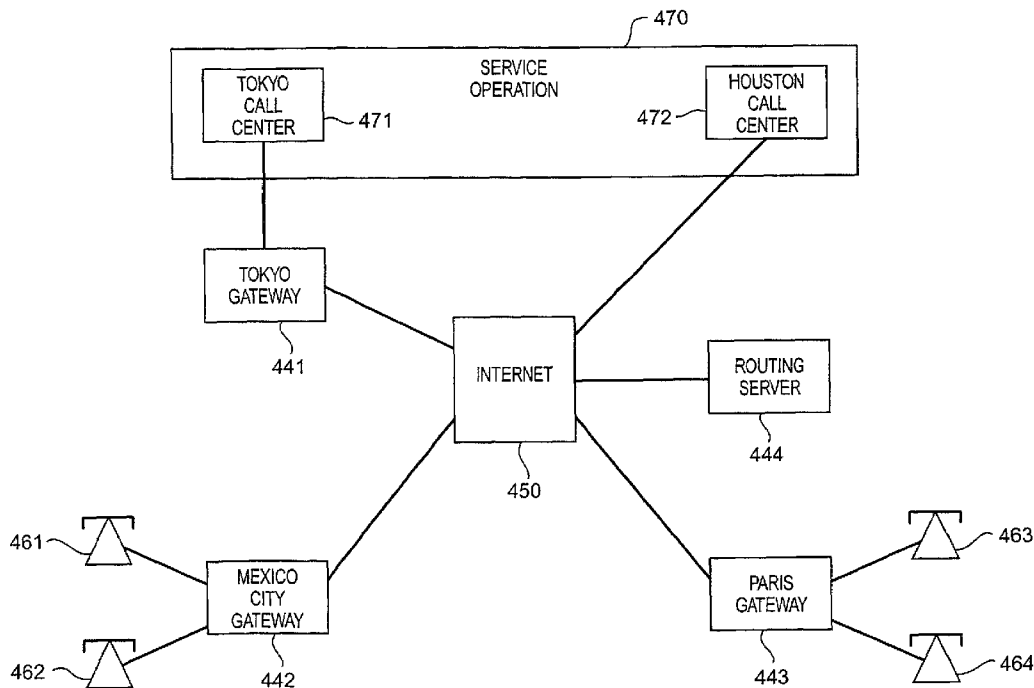 470
TOKYO
CALL
CENTER
471
SERVICE
OPERATION
472
HOUSTON
CALL
CENTER
TOKYO
GATEWAY
441
INTERNET
450
ROUTING
SERVER
444
461
462
MEXICO
CITY
GATEWAY
442
PARIS
GATEWAY
443
463
464